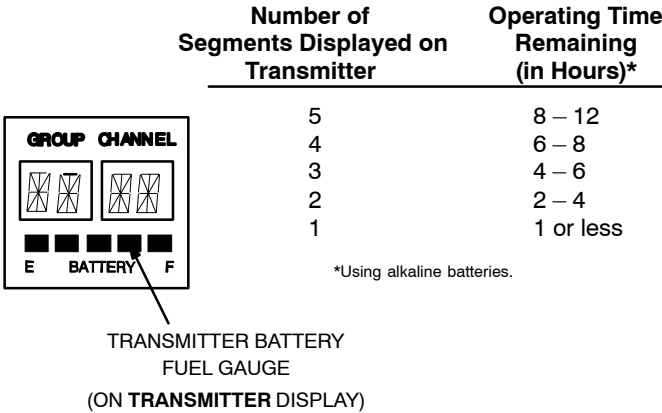 Number of Segments Displayed on Transmitter Operating Time Remaining (in Hours)*
5 8 – 12
4 6 – 8
3 4 – 6
2 2 – 4
1 1 or less
*Using alkaline batteries.
GROUP CHANNEL
E BATTERY F
TRANSMITTER BATTERY
FUEL GAUGE
(ON TRANSMITTER DISPLAY)